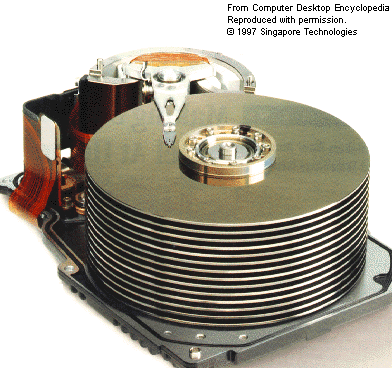 From Computer Desktop Encyclopedia
Reproduced with permission.
© 1997 Singapore Technologies